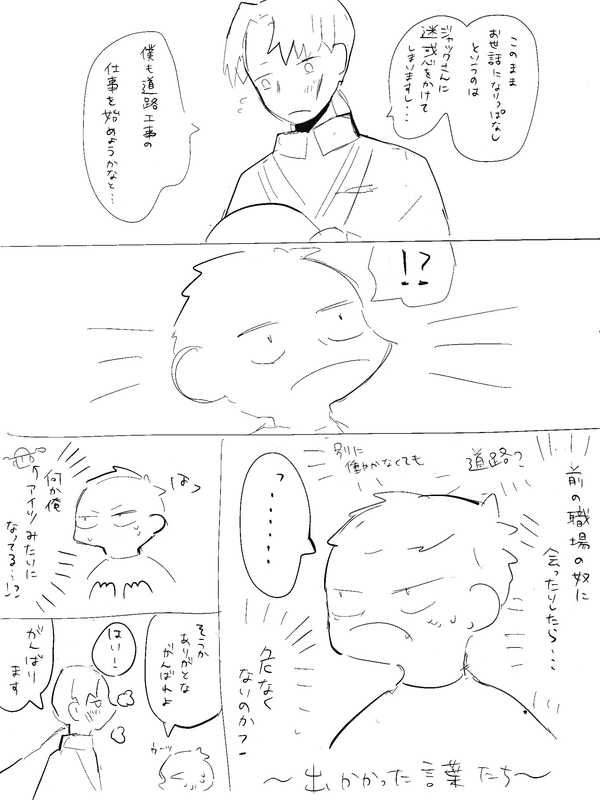 このまま
お世話になりっぱなし
というのは
ジャックさんに
迷惑をかけて
しまいますし…
僕も道路工事の
仕事を始めようかなと…
!?
前の職場の奴に
会ったりしたら…
道路?
別に
働かなくても
っ………
危なく
ないのか?
〜出かかった言葉たち〜
はっ
何か俺
アイツみたいに
なってる…!?
そうか
ありがとな
がんばれよ
はい!
がんばり
ます